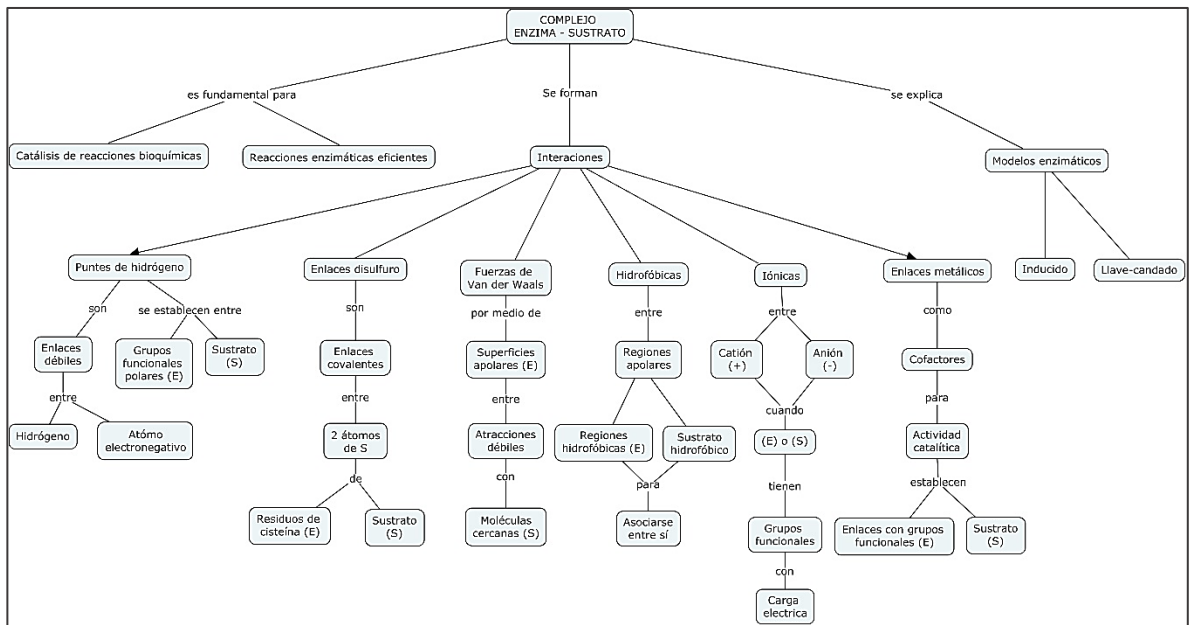 COMPLEJO
ENZIMA - SUSTRATO
es fundamental para
Se forman
se explica
Catálisis de reacciones bioquímicas
Reacciones enzimáticas eficientes
Interaciones
Modelos enzimáticos
Puntes de hidrógeno
Enlaces disulfuro
Fuerzas de
Van der Waals
Hidrofóbicas
Iónicas
Enlaces metálicos
Inducido
Llave-candado
son
se establecen entre
son
por medio de
entre
entre
como
Enlaces
débiles
Grupos
funcionales
polares (E)
Sustrato
(S)
Enlaces
covalentes
Superficies
apolares (E)
Regiones
apolares
Catión
(+)
Anión
(-)
Cofactores
entre
entre
entre
cuando
para
Hidrógeno
Atómo
electronegativo
2 átomos
de S
Atracciones
débiles
Regiones
hidrofóbicas (E)
Sustrato
hidrofóbico
(E) o (S)
Actividad
catalítica
de
con
para
tienen
establecen
Residuos de
cisteína (E)
Sustrato
(S)
Moléculas
cercanas (S)
Asociarse
entre sí
Grupos
funcionales
Enlaces con grupos
funcionales (E)
Sustrato
(S)
con
Carga
electrica